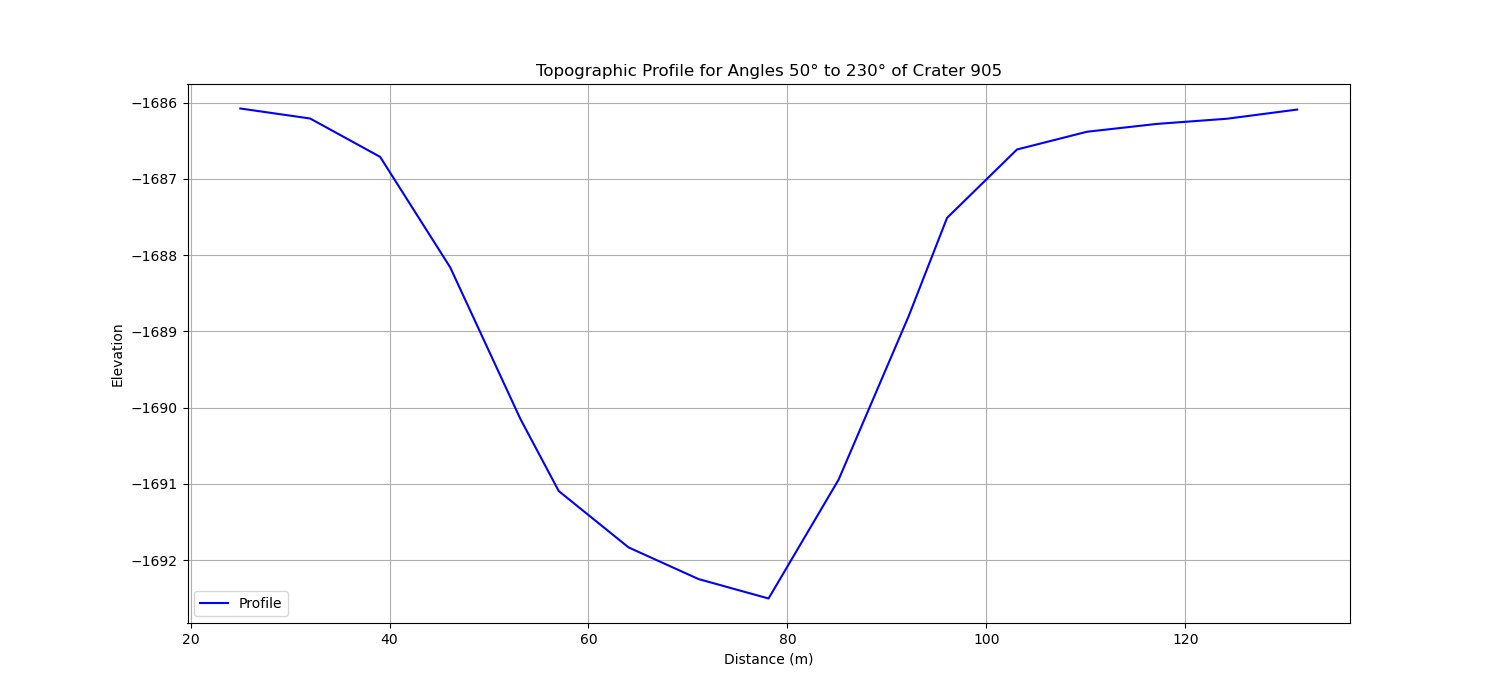 Topographic Profile for Angles 50° to 230° of Crater 905
−1686
−1687
−1688
−1689
−1690
−1691
−1692
Elevation
Profile
20 40 60 80 100 120
Distance (m)